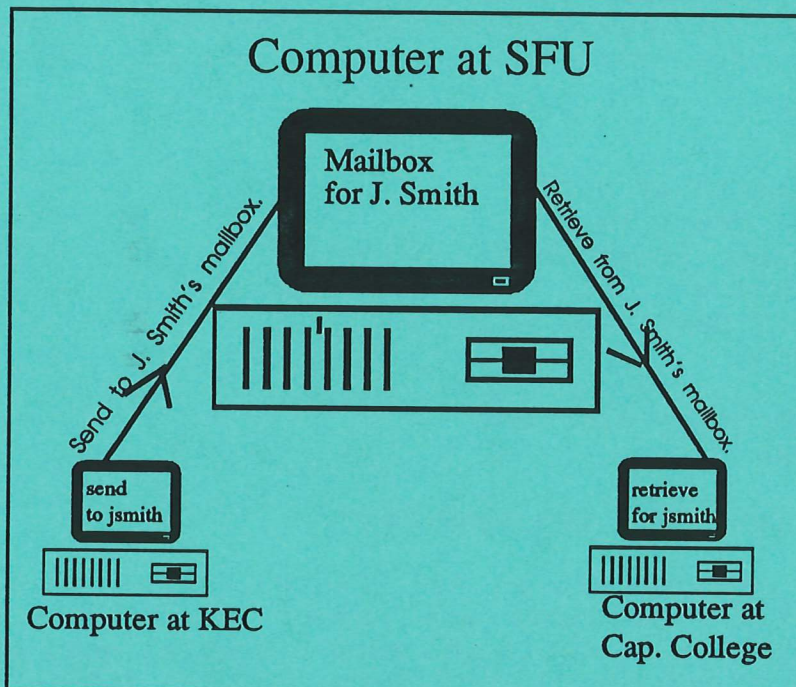 Computer at SFU
Mailbox
for J. Smith
Send to J. Smith's mailbox.
Retrieve from J. Smith's mailbox.
send
to jsmith
retrieve
for jsmith
Computer at KEC
Computer at
Cap. College